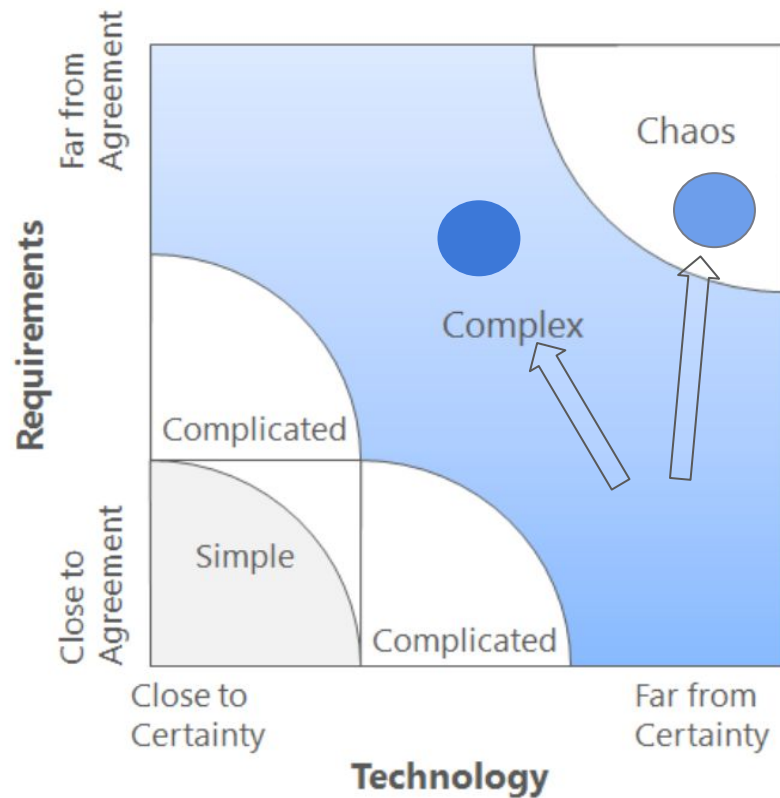 Far from
Agreement
Chaos
Requirements
Complex
Complicated
Close to
Agreement
Simple
Complicated
Close to
Certainty
Far from
Certainty
Technology